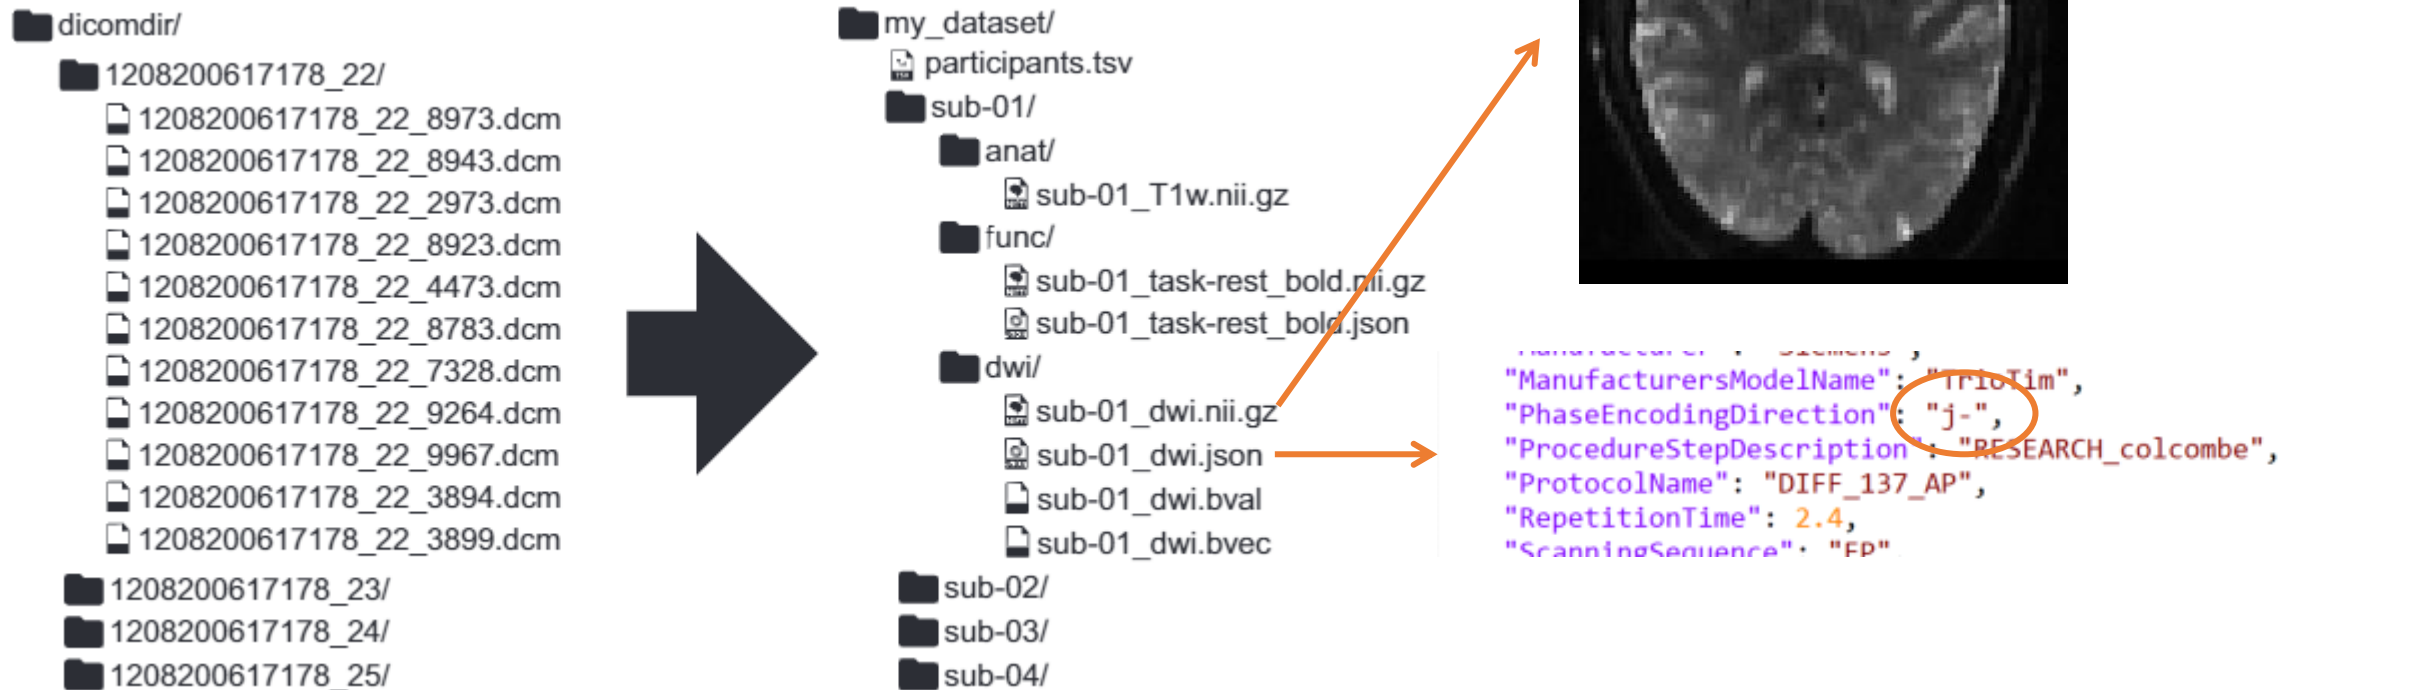 dicomdir/
1208200617178_22/
1208200617178_22_8973.dcm
1208200617178_22_8943.dcm
1208200617178_22_2973.dcm
1208200617178_22_8923.dcm
1208200617178_22_4473.dcm
1208200617178_22_8783.dcm
1208200617178_22_7328.dcm
1208200617178_22_9264.dcm
1208200617178_22_9967.dcm
1208200617178_22_3894.dcm
1208200617178_22_3899.dcm
1208200617178_23/
1208200617178_24/
1208200617178_25/
my_dataset/
participants.tsv
sub-01/
anat/
sub-01_T1w.nii.gz
func/
sub-01_task-rest_bold.nii.gz
sub-01_task-rest_bold.json
dwi/
sub-01_dwi.nii.gz
sub-01_dwi.json
sub-01_dwi.bval
sub-01_dwi.bvec
sub-02/
sub-03/
sub-04/
"Manufacturer": "Siemens",
"ManufacturersModelName": "TrioTim",
"PhaseEncodingDirection": "j-",
"ProcedureStepDescription": "RESEARCH_colcombe",
"ProtocolName": "DIFF_137_AP",
"RepetitionTime": 2.4,
"ScanningSequence": "EP"